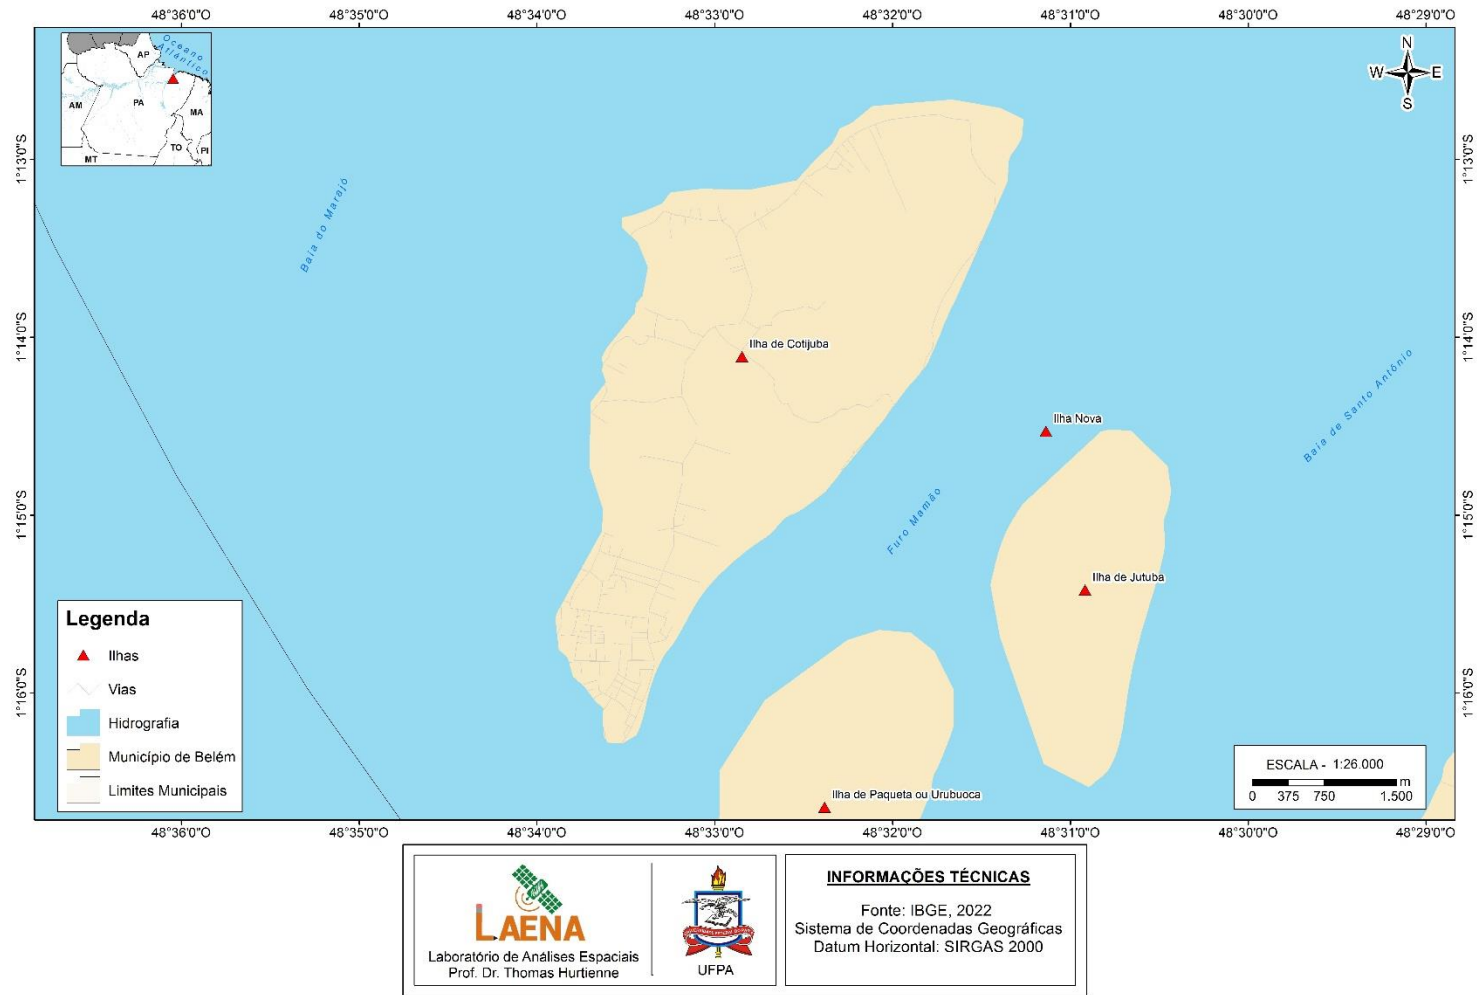 48°36'0"O 48°35'0"O 48°34'0"O 48°33'0"O 48°32'0"O 48°31'0"O 48°30'0"O 48°29'0"O
Oceano
Atlântico
AP
AM
PA
MA
TO
PI
MT
N
W E
S
1°13'0"S 1°13'0"S
Baía do Marajó
1°14'0"S 1°14'0"S
Ilha de Cotijuba
Ilha Nova
Baía de Santo Antônio
1°15'0"S 1°15'0"S
Furo Mamão
Ilha de Jutuba
1°16'0"S 1°16'0"S
Ilha de Paqueta ou Urubuoca
Legenda
Ilhas
Vias
Hidrografia
Município de Belém
Limites Municipais
ESCALA - 1:26.000
m
0 375 750 1.500
48°36'0"O 48°35'0"O 48°34'0"O 48°33'0"O 48°32'0"O 48°31'0"O 48°30'0"O 48°29'0"O
LAENA
Laboratório de Análises Espaciais
Prof. Dr. Thomas Hurtienne
UFPA
INFORMAÇÕES TÉCNICAS
Fonte: IBGE, 2022
Sistema de Coordenadas Geográficas
Datum Horizontal: SIRGAS 2000